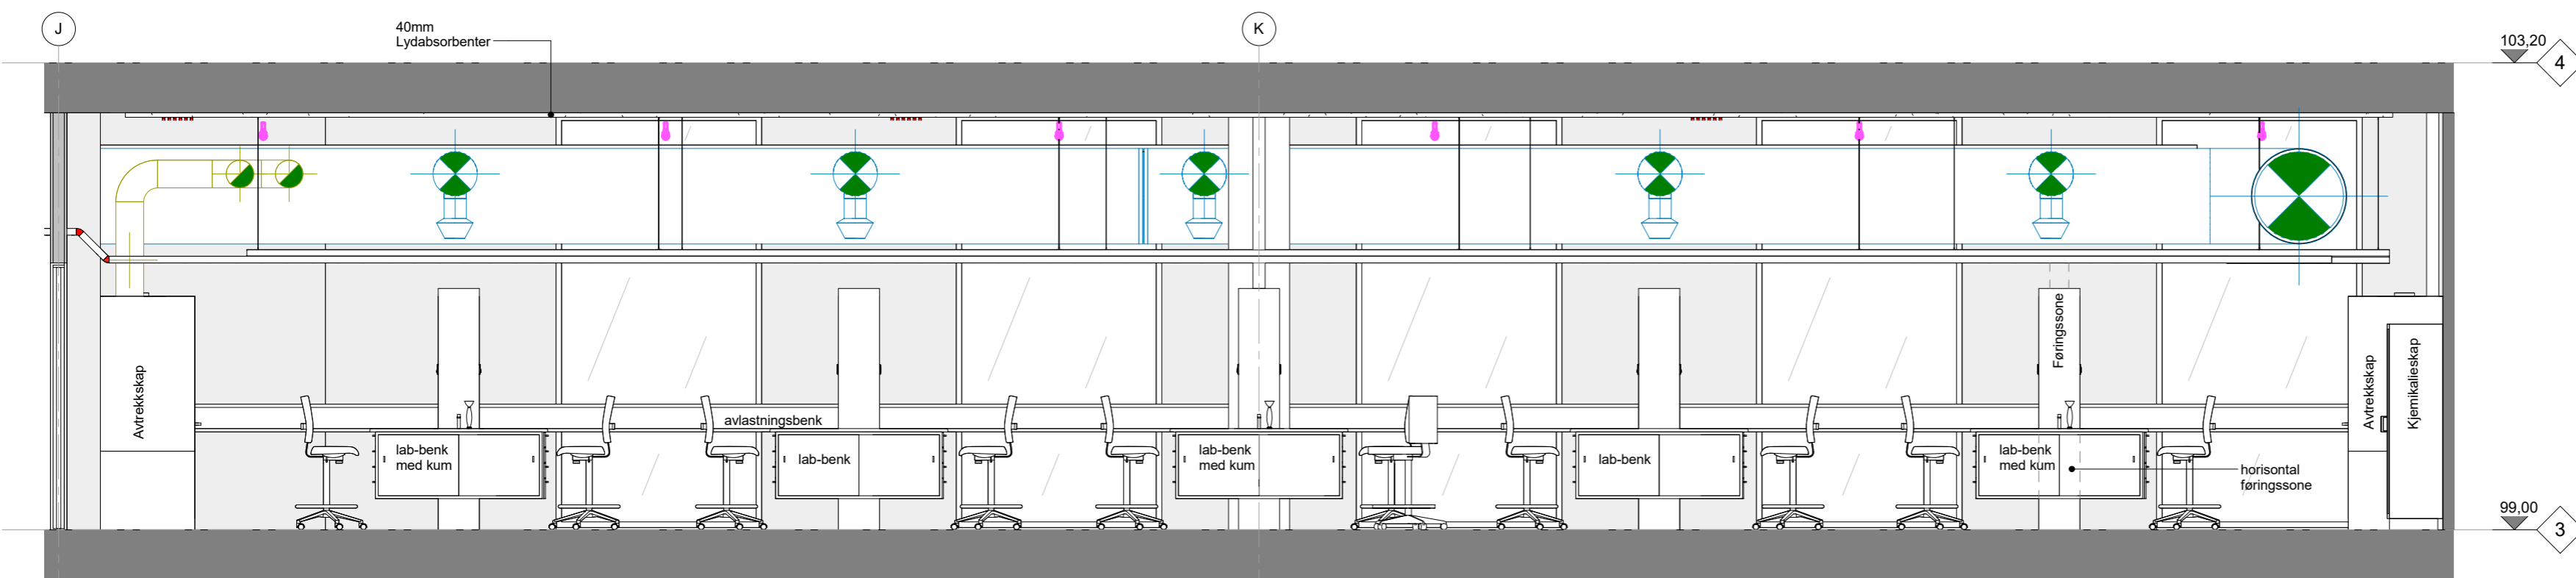 J
40mm
Lydabsorbenter
K
103,20
4
Avtrekkskap
lab-benk
med kum
avlastningsbenk
lab-benk
lab-benk
med kum
lab-benk
Føringssone
lab-benk
med kum
horisontal
føringssone
Avtrekskap
Kjemikalieskap
99,00
3